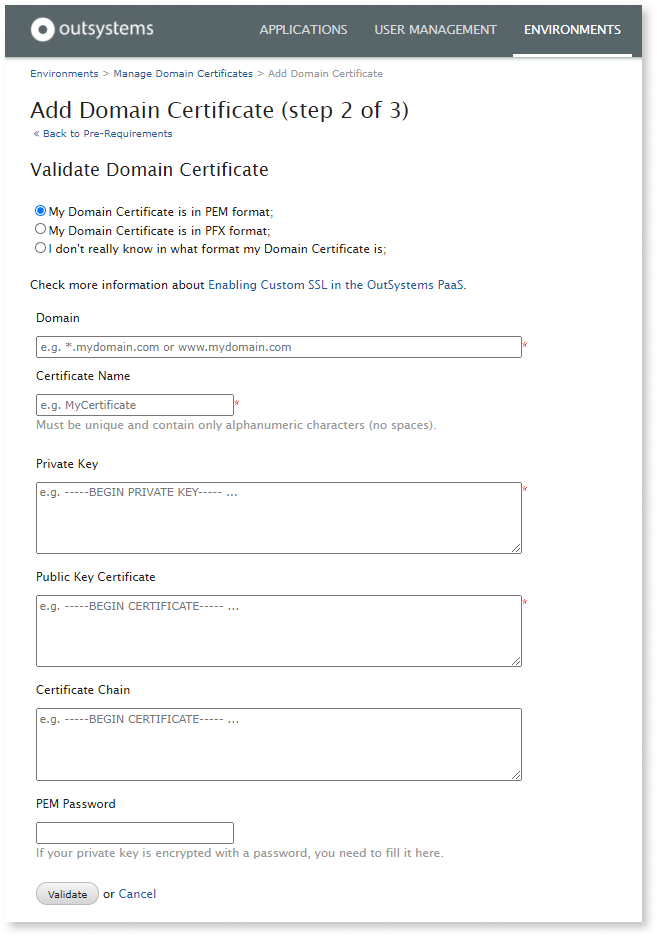 outsystems
APPLICATIONS USER MANAGEMENT ENVIRONMENTS
Environments > Manage Domain Certificates > Add Domain Certificate
Add Domain Certificate (step 2 of 3)
« Back to Pre-Requirements
Validate Domain Certificate
My Domain Certificate is in PEM format;
My Domain Certificate is in PFX format;
I don't really know in what format my Domain Certificate is;
Check more information about Enabling Custom SSL in the OutSystems PaaS.
Domain
e.g. *.mydomain.com or www.mydomain.com *
Certificate Name
e.g. MyCertificate *
Must be unique and contain only alphanumeric characters (no spaces).
Private Key
e.g. -----BEGIN PRIVATE KEY----- ... *
Public Key Certificate
e.g. -----BEGIN CERTIFICATE----- ... *
Certificate Chain
e.g. -----BEGIN CERTIFICATE----- ...
PEM Password
If your private key is encrypted with a password, you need to fill it here.
Validate or Cancel